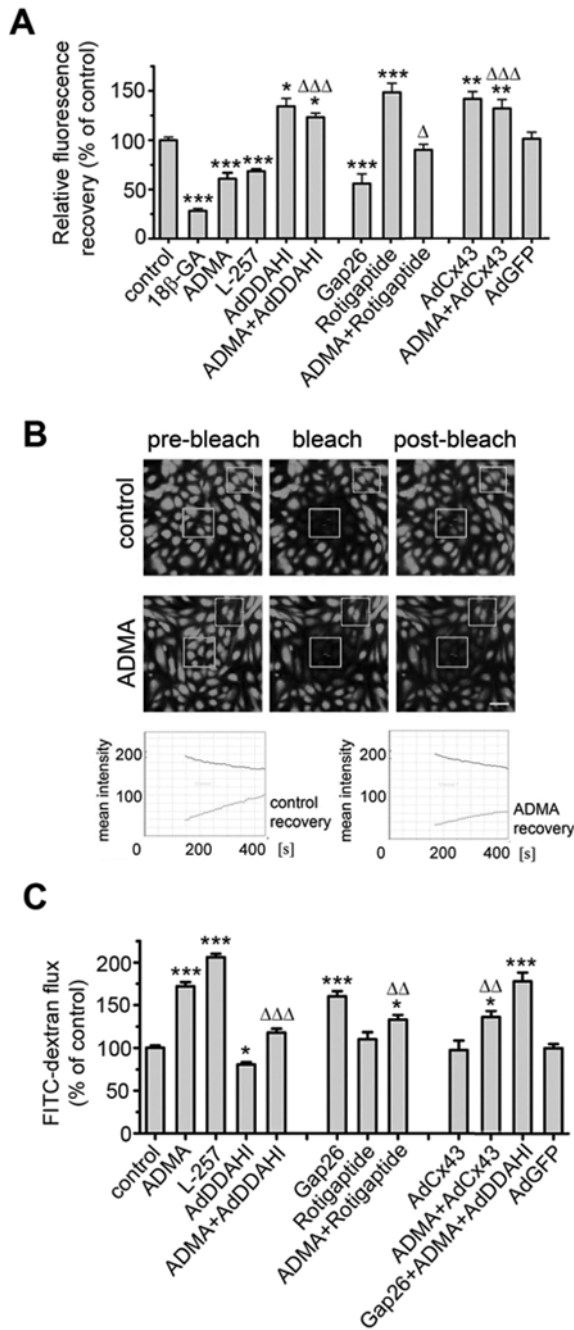 A
Relative fluorescence
recovery (% of control)
150
100
50
0
*** *** *** *** * ΔΔΔ
*
*** *** Δ
** ΔΔΔ
**
control
18β-GA
ADMA
L-257
AdDDAHI
ADMA+AdDDAHI
Gap26
Rotigaptide
ADMA+Rotigaptide
AdCx43
ADMA+AdCx43
AdGFP
B
pre-bleach bleach post-bleach
control
ADMA
mean intensity
200
100
0 200 400 [s]
control
recovery
mean intensity
200
100
0 200 400 [s]
ADMA
recovery
C
FITC-dextran flux
(% of control)
200
150
100
50
0
*** *** * ΔΔΔ
*** ΔΔ
*
ΔΔ
*
***
control
ADMA
L-257
AdDDAHI
ADMA+AdDDAHI
Gap26
Rotigaptide
ADMA+Rotigaptide
AdCx43
ADMA+AdCx43
Gap26+ADMA+AdDDAHI
AdGFP